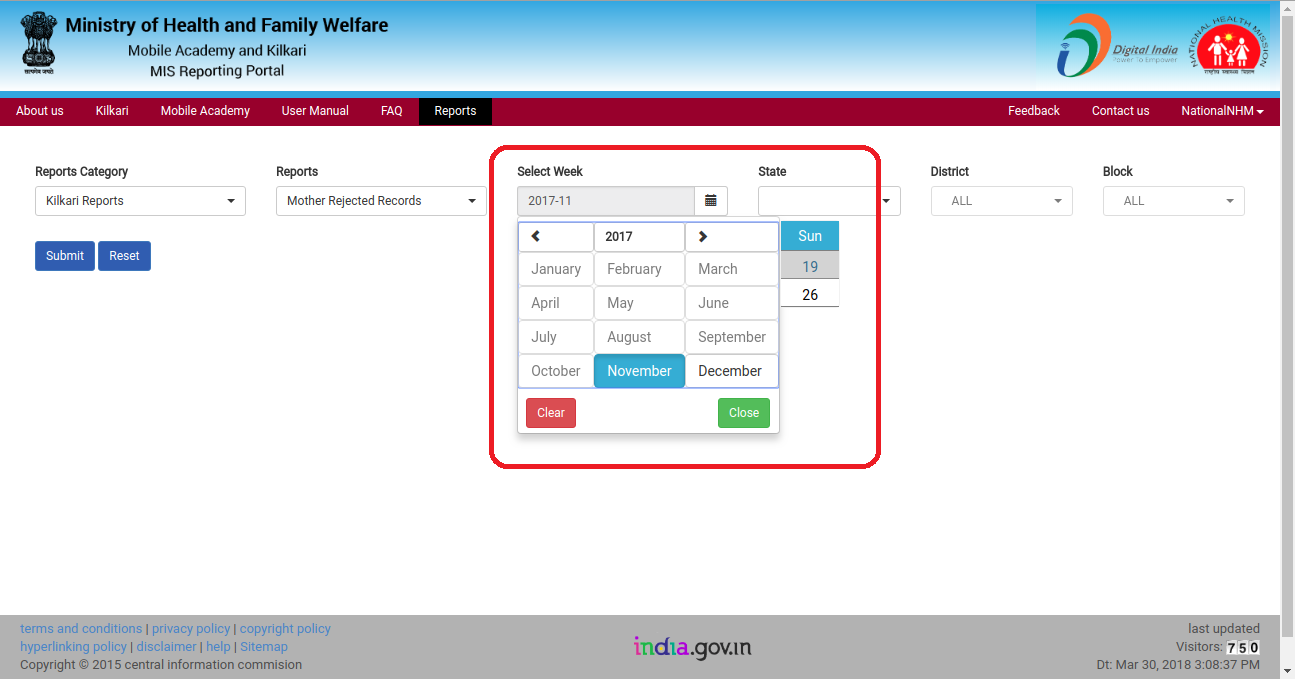 Ministry of Health and Family Welfare
Mobile Academy and Kilkari
MIS Reporting Portal
सत्यमेव जयते
Digital India
Power To Empower
NATIONAL HEALTH MISSION
राष्ट्रीय स्वास्थ्य मिशन
About us Kilkari Mobile Academy User Manual FAQ Reports Feedback Contact us NationalNHM
Reports Category Reports Select Week State District Block
Kilkari Reports Mother Rejected Records 2017-11 ALL ALL
2017 Sun
Submit Reset
January February March 19
April May June 26
July August September
October November December
Clear Close
terms and conditions | privacy policy | copyright policy
hyperlinking policy | disclaimer | help | Sitemap
Copyright © 2015 central information commision
india.gov.in
last updated
Visitors: 750
Dt: Mar 30, 2018 3:08:37 PM